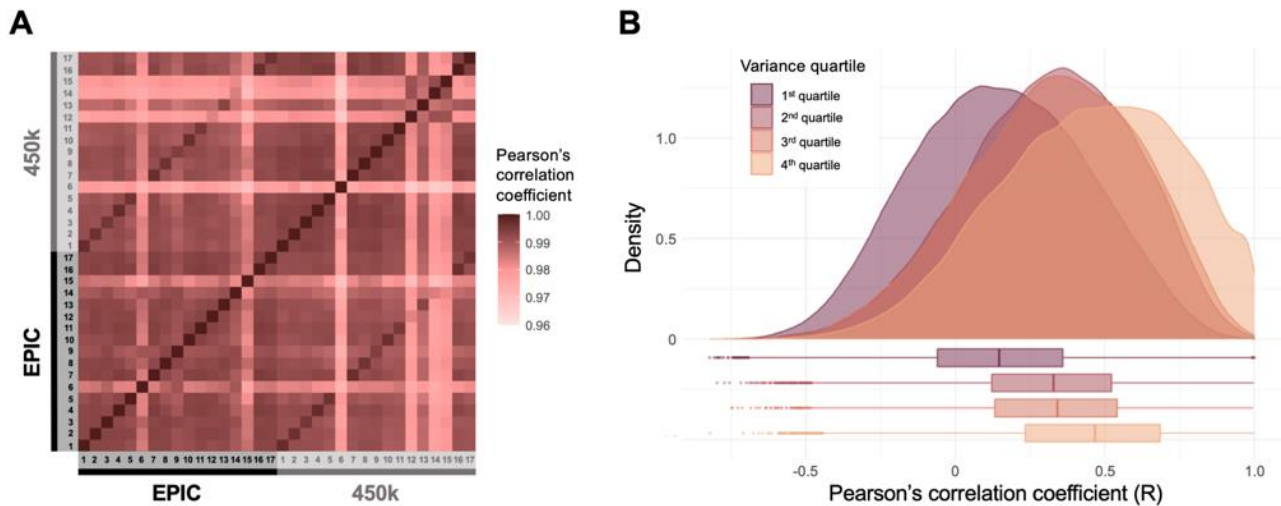 A
17
16
15
14
13
12
11
10
9
8
7
6
5
4
3
2
1
450k
17
16
15
14
13
12
11
10
9
8
7
6
5
4
3
2
1
EPIC
1 2 3 4 5 6 7 8 9 10 11 12 13 14 15 16 17 1 2 3 4 5 6 7 8 9 10 11 12 13 14 15 16 17
EPIC 450k
Pearson's
correlation
coefficient
1.00
0.99
0.98
0.97
0.96
B
Variance quartile
1st quartile
2nd quartile
3rd quartile
4th quartile
Density
1.0
0.5
0
-0.5 0 0.5 1.0
Pearson's correlation coefficient (R)